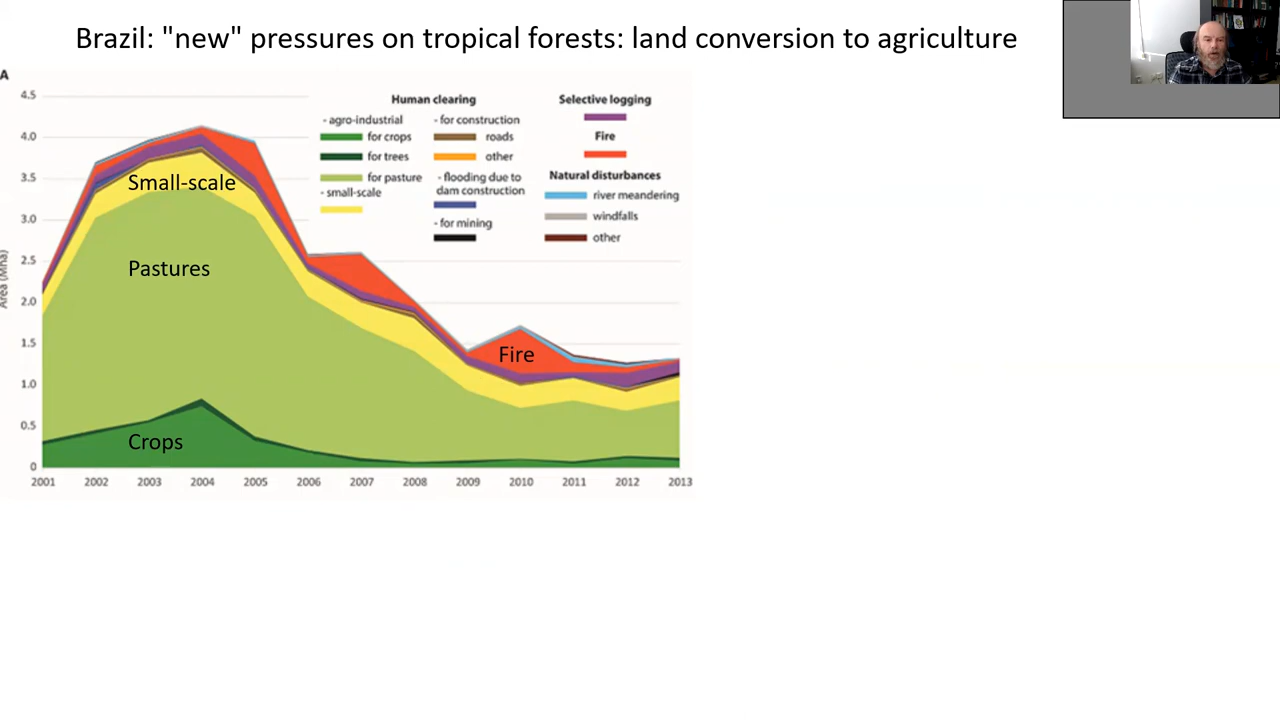 Brazil: "new" pressures on tropical forests: land conversion to agriculture
A
4.5
4.0
3.5
3.0
2.5
2.0
1.5
1.0
0.5
0
Area (Mha)
Human clearing
- agro-industrial
for crops
for trees
for pasture
- small-scale
- for construction
roads
other
- flooding due to
dam construction
- for mining
Selective logging
Fire
Natural disturbances
river meandering
windfalls
other
Small-scale
Pastures
Fire
Crops
2001 2002 2003 2004 2005 2006 2007 2008 2009 2010 2011 2012 2013